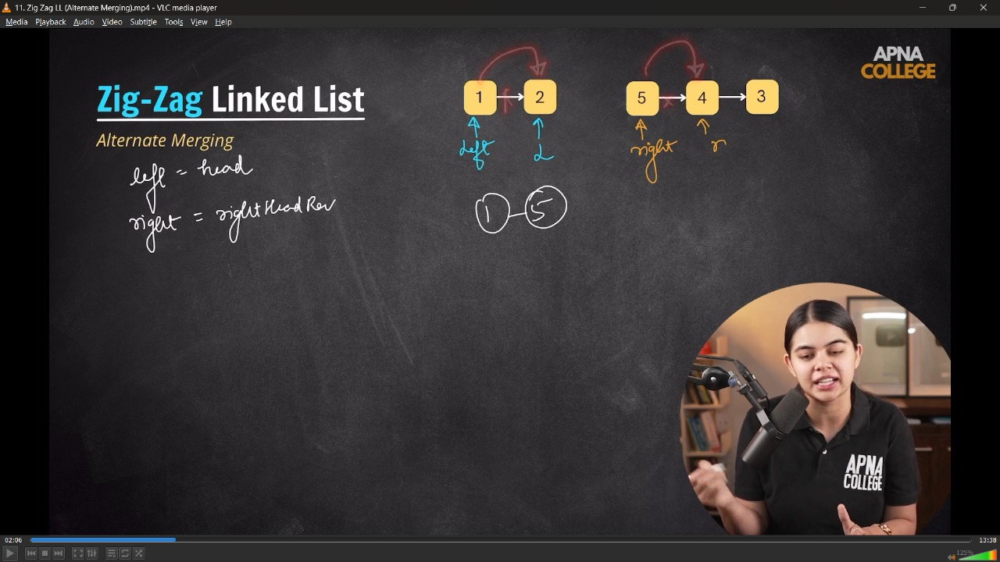 11. Zig Zag LL (Alternate Merging).mp4 - VLC media player
Media Playback Audio Video Subtitle Tools View Help
APNA
COLLEGE
Zig-Zag Linked List
1 2 5 4 3
Alternate Merging
left L right r
left = head
right = rightHeadRev
1 5
APNA
COLLEGE
02:06 13:38
125%